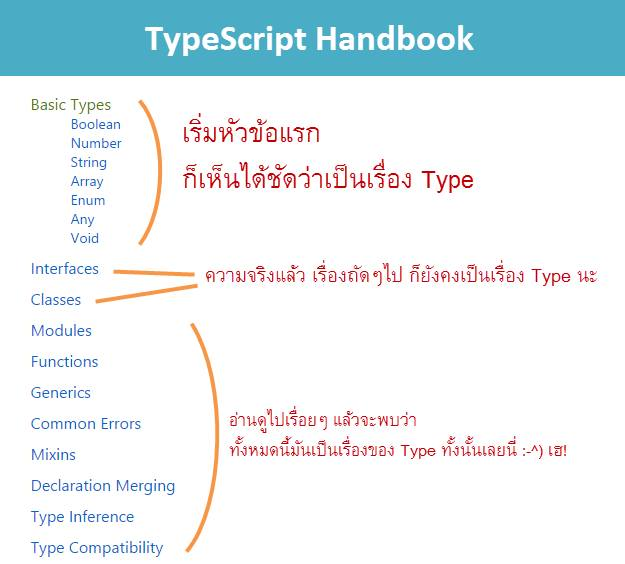 TypeScript Handbook
Basic Types
Boolean
Number
String
Array
Enum
Any
Void
เริ่มหัวข้อแรก
ก็เห็นได้ชัดว่าเป็นเรื่อง Type
Interfaces
Classes
ความจริงแล้ว เรื่องถัดๆไป ก็ยังคงเป็นเรื่อง Type นะ
Modules
Functions
Generics
Common Errors
Mixins
Declaration Merging
Type Inference
Type Compatibility
อ่านดูไปเรื่อยๆ แล้วจะพบว่า
ทั้งหมดนี้มันเป็นเรื่องของ Type ทั้งนั้นเลยนี่ :-^) เฮ!